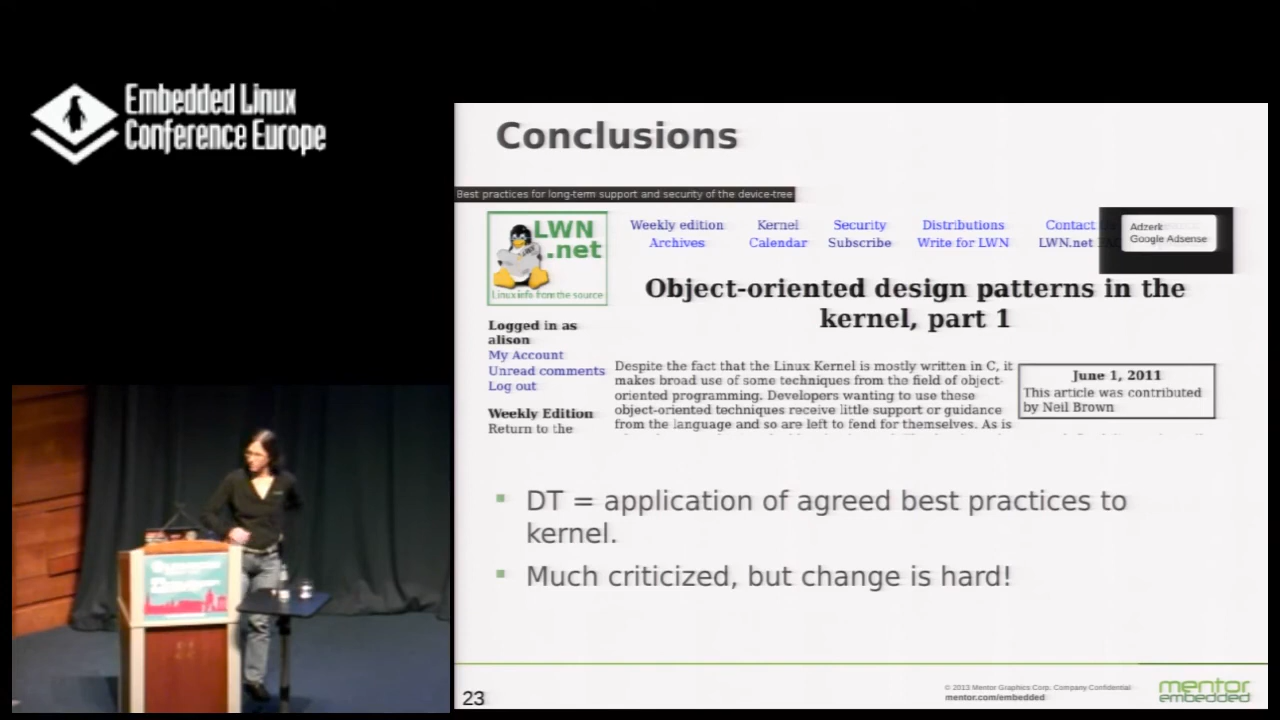 Embedded Linux
Conference Europe
Conclusions
Best practices for long-term support and security of the device-tree
LWN
.net
Linux info from the source
Weekly edition Kernel Security Distributions Contact
Archives Calendar Subscribe Write for LWN LWN.net
Adzerk
Google Adsense
Object-oriented design patterns in the
kernel, part 1
Logged in as
alison
My Account
Unread comments
Log out
Weekly Edition
Return to the
Despite the fact that the Linux Kernel is mostly written in C, it
makes broad use of some techniques from the field of object-
oriented programming. Developers wanting to use these
object-oriented techniques receive little support or guidance
from the language and so are left to fend for themselves. As is
June 1, 2011
This article was contributed
by Neil Brown
DT = application of agreed best practices to
kernel.
Much criticized, but change is hard!
23
© 2013 Mentor Graphics Corp. Company Confidential
mentor.com/embedded
mentor
embedded